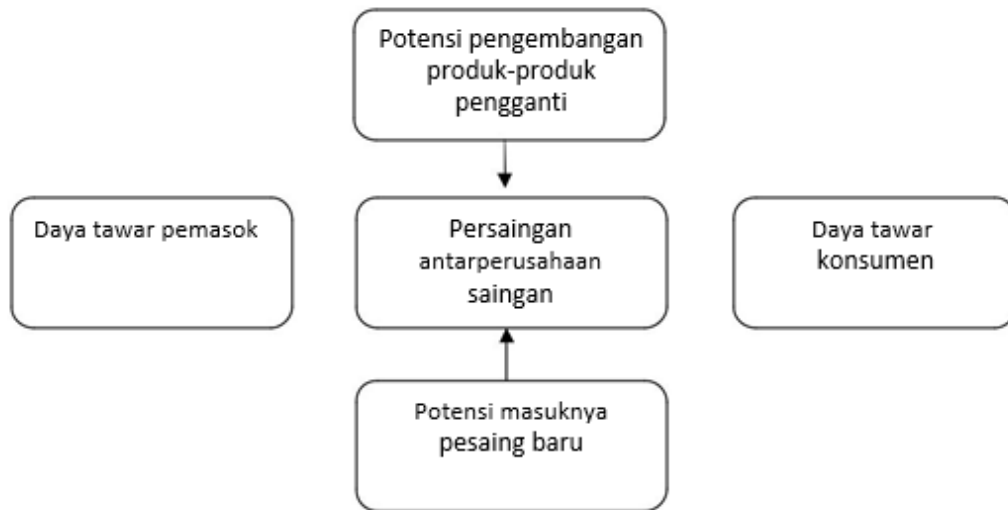 Potensi pengembangan
produk-produk
pengganti
Daya tawar pemasok
Persaingan
antarperusahaan
saingan
Daya tawar
konsumen
Potensi masuknya
pesaing baru